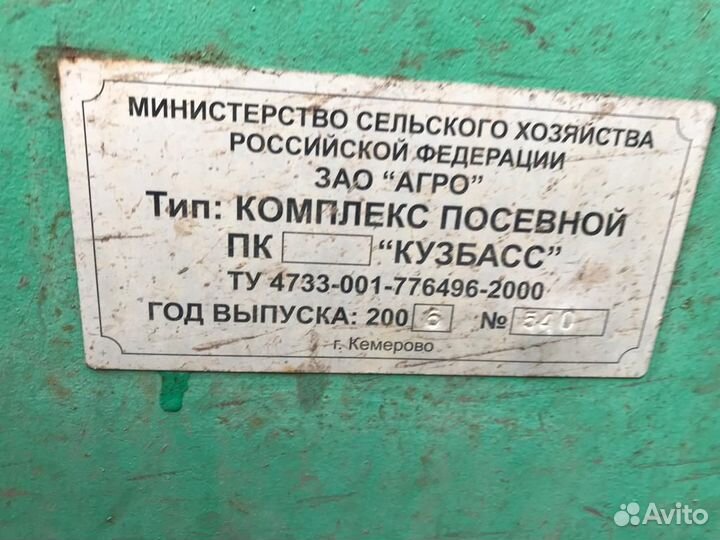 МИНИСТЕРСТВО СЕЛЬСКОГО ХОЗЯЙСТВА
РОССИЙСКОЙ ФЕДЕРАЦИИ
ЗАО "АГРО"
Тип: КОМПЛЕКС ПОСЕВНОЙ
ПК "КУЗБАСС"
ТУ 4733-001-776496-2000
ГОД ВЫПУСКА: 2006 № 540
г. Кемерово
Avito